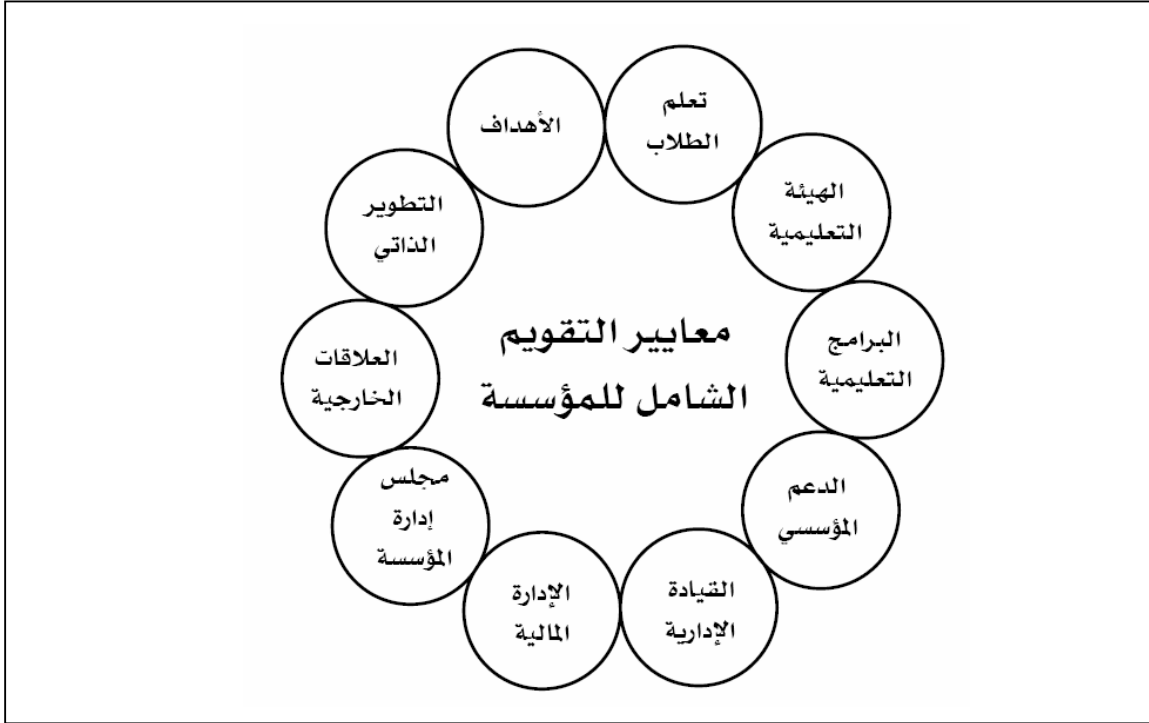 معايير التقويم
الشامل للمؤسسة
الأهداف
تعلم
الطلاب
الهيئة
التعليمية
البرامج
التعليمية
الدعم
المؤسسي
القيادة
الإدارية
الإدارة
المالية
مجلس
إدارة
المؤسسة
العلاقات
الخارجية
التطوير
الذاتي